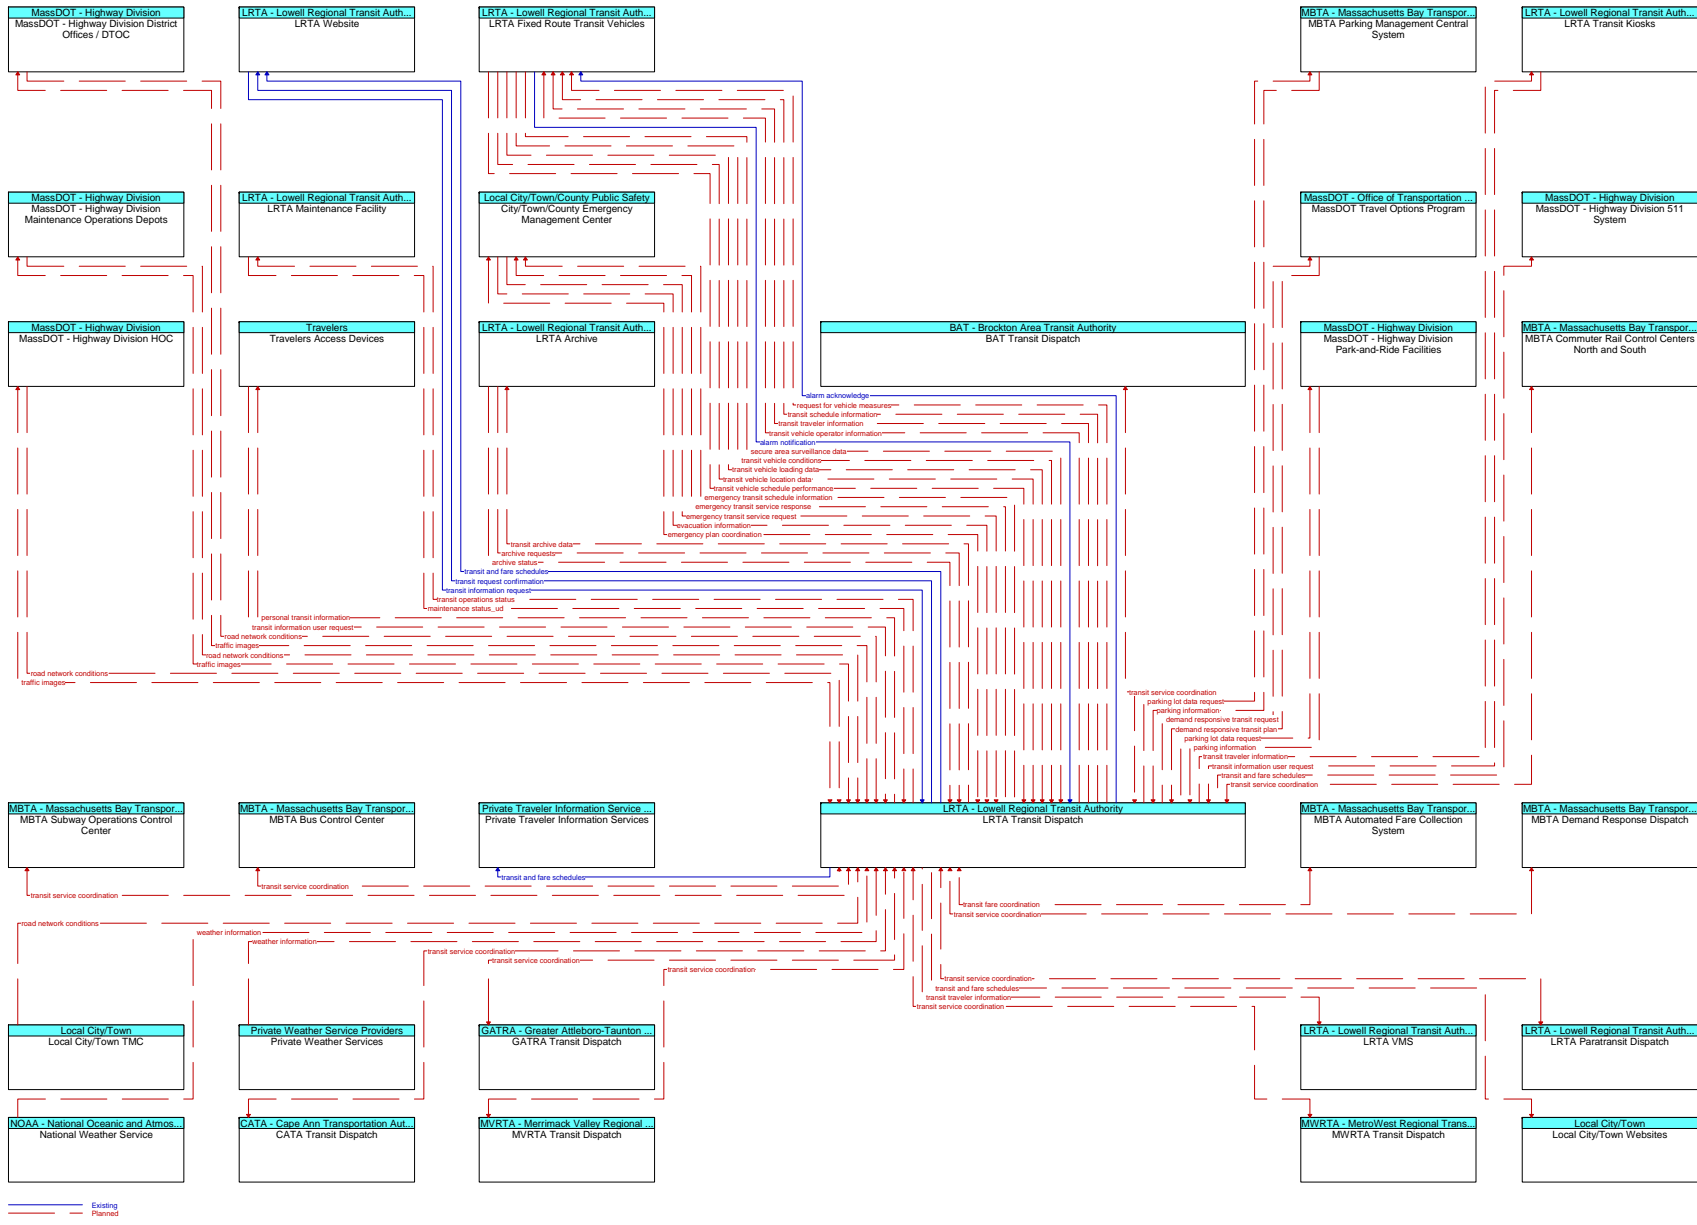 MassDOT - Highway Division
MassDOT - Highway Division District
Offices / DTOC
LRTA - Lowell Regional Transit Auth...
LRTA Website
LRTA - Lowell Regional Transit Auth...
LRTA Fixed Route Transit Vehicles
MBTA - Massachusetts Bay Transpor...
MBTA Parking Management Central
System
LRTA - Lowell Regional Transit Auth...
LRTA Transit Kiosks
MassDOT - Highway Division
MassDOT - Highway Division
Maintenance Operations Depots
LRTA - Lowell Regional Transit Auth...
LRTA Maintenance Facility
Local City/Town/County Public Safety
City/Town/County Emergency
Management Center
MassDOT - Office of Transportation ...
MassDOT Travel Options Program
MassDOT - Highway Division
MassDOT - Highway Division 511
System
MassDOT - Highway Division
MassDOT - Highway Division HOC
Travelers
Travelers Access Devices
LRTA - Lowell Regional Transit Auth...
LRTA Archive
BAT - Brockton Area Transit Authority
BAT Transit Dispatch
MassDOT - Highway Division
MassDOT - Highway Division
Park-and-Ride Facilities
MBTA - Massachusetts Bay Transpor...
MBTA Commuter Rail Control Centers
North and South
alarm acknowledge
request for vehicle measures
transit schedule information
transit traveler information
transit vehicle operator information
alarm notification
secure area surveillance data
transit vehicle conditions
transit vehicle loading data
transit vehicle location data
transit vehicle schedule performance
emergency transit schedule information
emergency transit service response
emergency transit service request
evacuation information
emergency plan coordination
transit archive data
archive requests
archive status
transit and fare schedules
transit request confirmation
transit information request
transit operations status
maintenance status_ud
personal transit information
transit information user request
road network conditions
traffic images
road network conditions
traffic images
road network conditions
traffic images
transit service coordination
parking lot data request
parking information
demand responsive transit request
demand responsive transit plan
parking lot data request
parking information
transit traveler information
transit information user request
transit and fare schedules
transit service coordination
MBTA - Massachusetts Bay Transpor...
MBTA Subway Operations Control
Center
MBTA - Massachusetts Bay Transpor...
MBTA Bus Control Center
Private Traveler Information Service ...
Private Traveler Information Services
LRTA - Lowell Regional Transit Authority
LRTA Transit Dispatch
MBTA - Massachusetts Bay Transpor...
MBTA Automated Fare Collection
System
MBTA - Massachusetts Bay Transpor...
MBTA Demand Response Dispatch
transit and fare schedules
transit service coordination
transit service coordination
transit fare coordination
transit service coordination
road network conditions
weather information
weather information
transit service coordination
transit service coordination
transit service coordination
transit service coordination
transit and fare schedules
transit traveler information
transit service coordination
Local City/Town
Local City/Town TMC
Private Weather Service Providers
Private Weather Services
GATRA - Greater Attleboro-Taunton ...
GATRA Transit Dispatch
LRTA - Lowell Regional Transit Auth...
LRTA VMS
LRTA - Lowell Regional Transit Auth...
LRTA Paratransit Dispatch
NOAA - National Oceanic and Atmos...
National Weather Service
CATA - Cape Ann Transportation Aut...
CATA Transit Dispatch
MVRTA - Merrimack Valley Regional ...
MVRTA Transit Dispatch
MWRTA - MetroWest Regional Trans...
MWRTA Transit Dispatch
Local City/Town
Local City/Town Websites
Existing
Planned